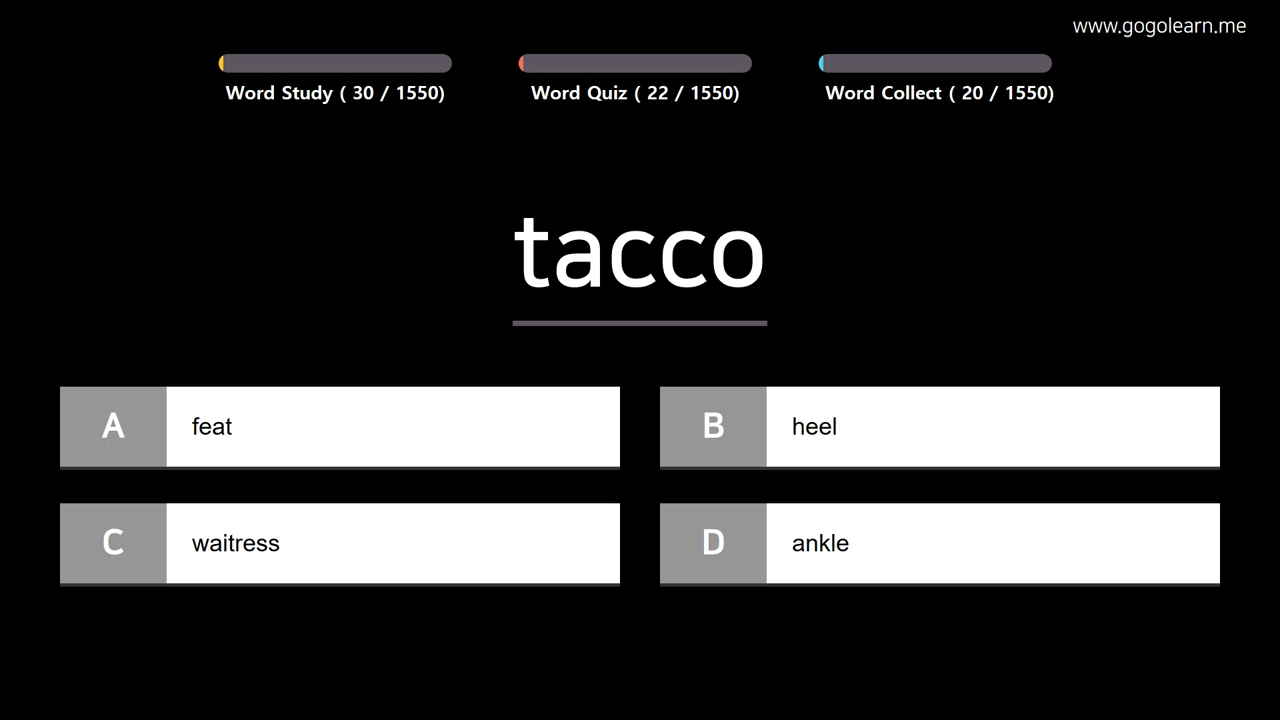 www.gogolearn.me
Word Study ( 30 / 1550)
Word Quiz ( 22 / 1550)
Word Collect ( 20 / 1550)
tacco
A feat
B heel
C waitress
D ankle